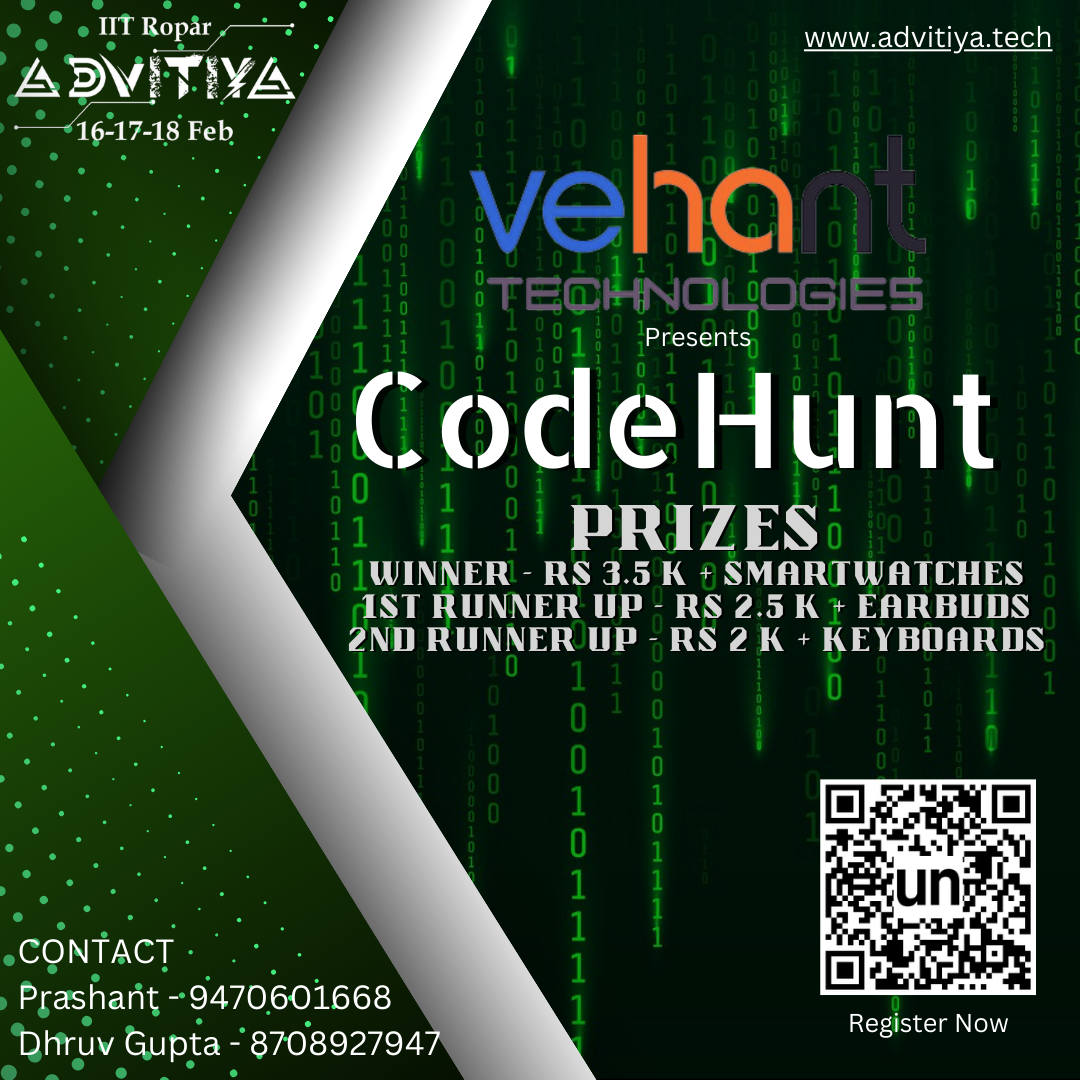 IIT Ropar
ADVITIYA
16-17-18 Feb
www.advitiya.tech
vehant
TECHNOLOGIES
Presents
CodeHunt
PRIZES
WINNER - RS 3.5 K + SMARTWATCHES
1ST RUNNER UP - RS 2.5 K + EARBUDS
2ND RUNNER UP - RS 2 K + KEYBOARDS
un
Register Now
CONTACT
Prashant - 9470601668
Dhruv Gupta - 8708927947